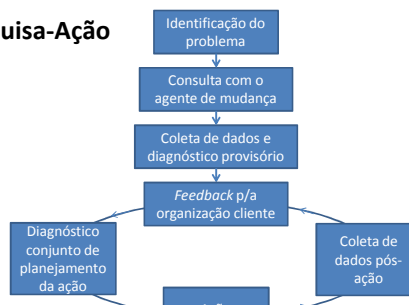 uisa-Ação
Identificação do
problema
Consulta com o
agente de mudança
Coleta de dados e
diagnóstico provisório
Feedback p/a
organização cliente
Diagnóstico
conjunto de
planejamento
da ação
Coleta de
dados pós-
ação